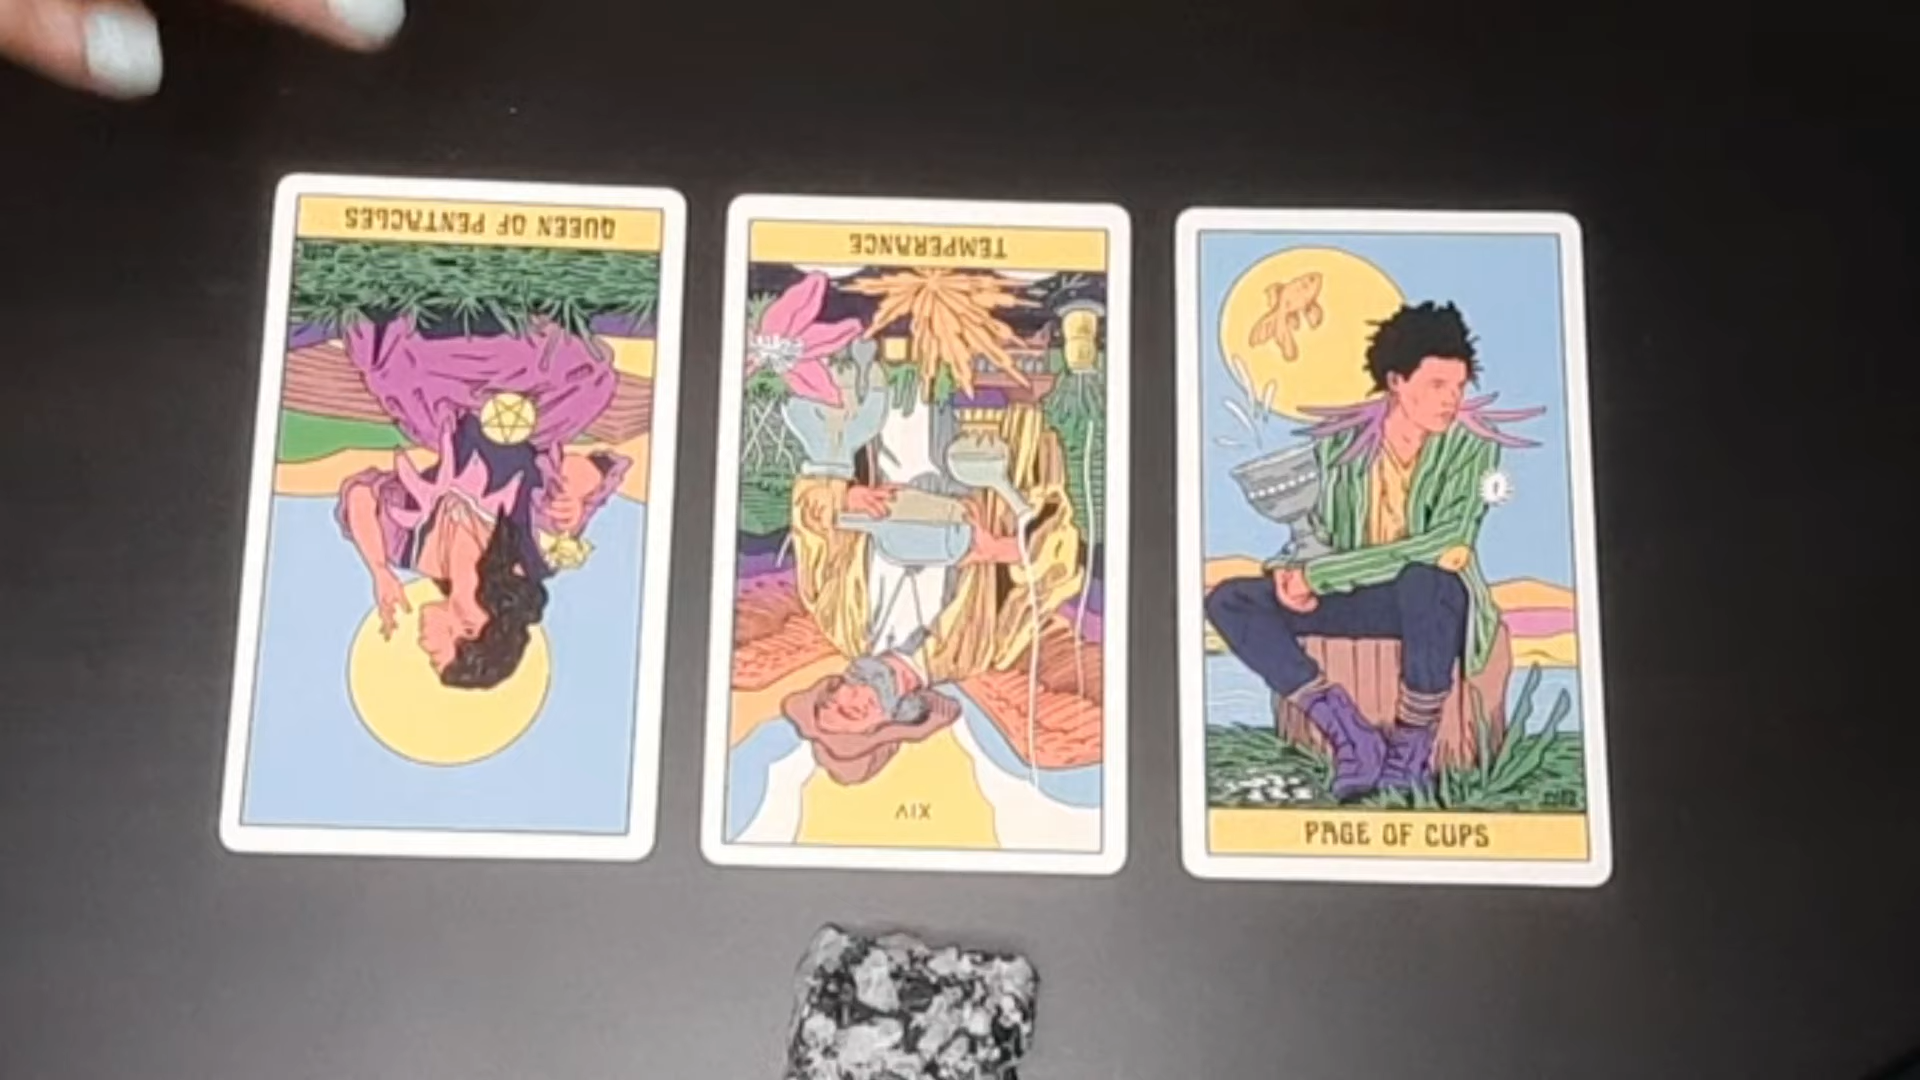 QUEEN OF PENTACLES
TEMPERANCE
XIV
PAGE OF CUPS